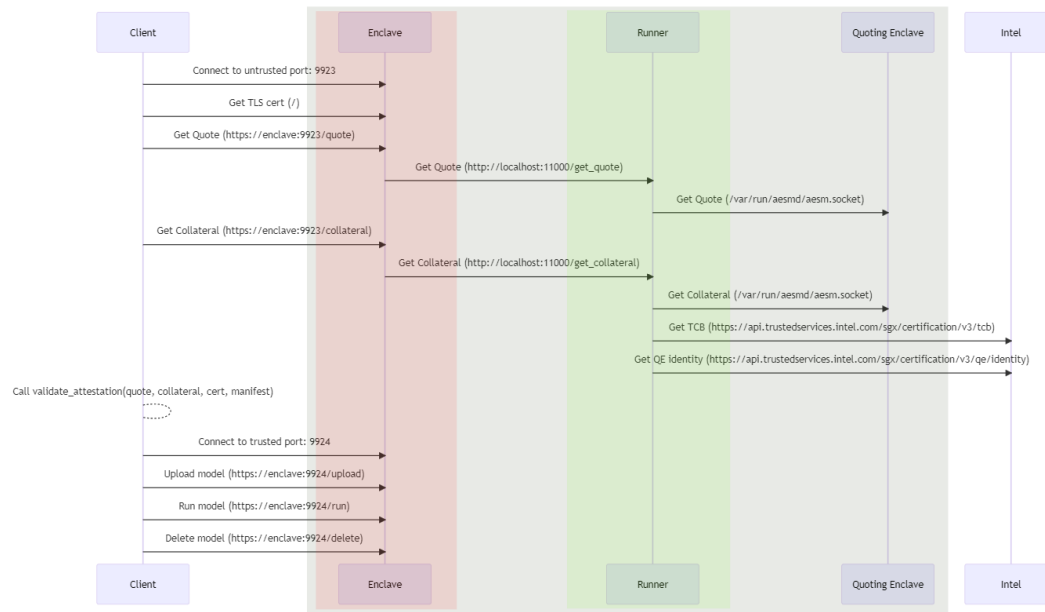 Client
Enclave
Runner
Quoting Enclave
Intel
Connect to untrusted port: 9923
Get TLS cert (/)
Get Quote (https://enclave:9923/quote)
Get Quote (http://localhost:11000/get_quote)
Get Quote (/var/run/aesmd/aesm.socket)
Get Collateral (https://enclave:9923/collateral)
Get Collateral (http://localhost:11000/get_collateral)
Get Collateral (/var/run/aesmd/aesm.socket)
Get TCB (https://api.trustedservices.intel.com/sgx/certification/v3/tcb)
Get QE identity (https://api.trustedservices.intel.com/sgx/certification/v3/qe/identity)
Call validate_attestation(quote, collateral, cert, manifest)
Connect to trusted port: 9924
Upload model (https://enclave:9924/upload)
Run model (https://enclave:9924/run)
Delete model (https://enclave:9924/delete)
Client
Enclave
Runner
Quoting Enclave
Intel